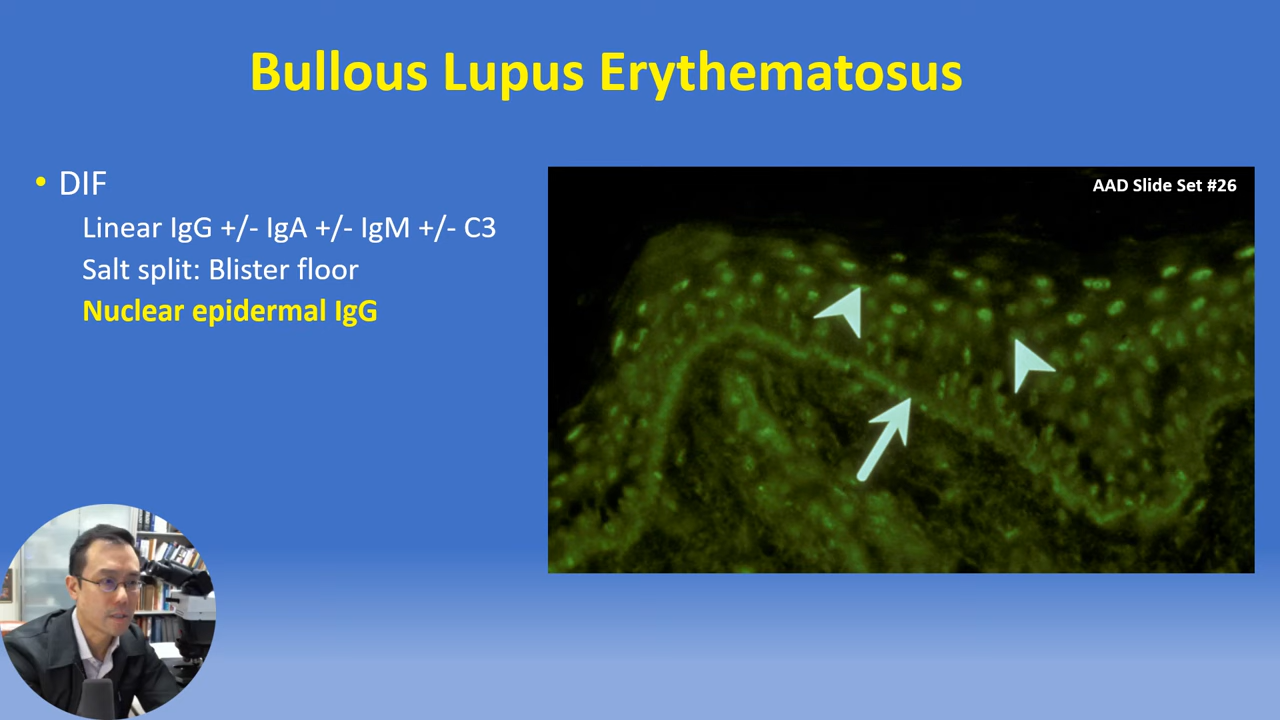 Bullous Lupus Erythematosus
• DIF
Linear IgG +/- IgA +/- IgM +/- C3
Salt split: Blister floor
Nuclear epidermal IgG
AAD Slide Set #26